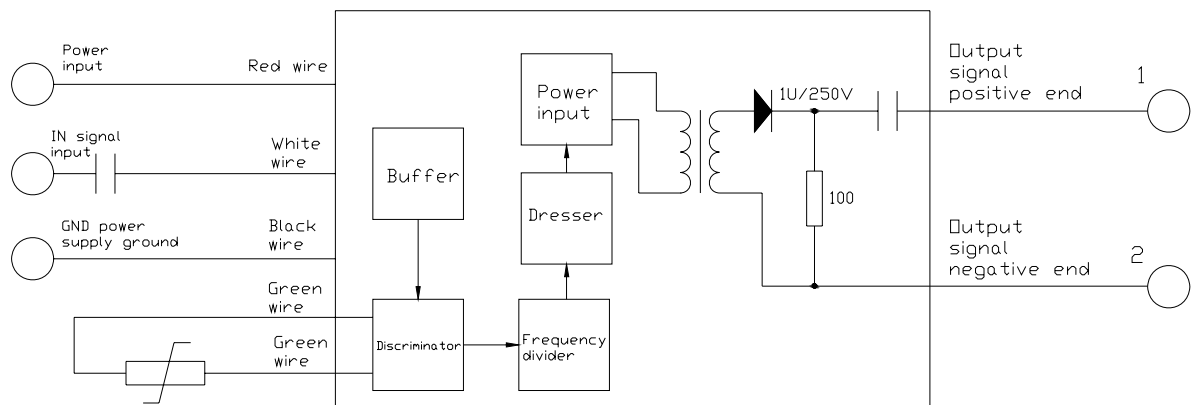 Power
input
Red wire
IN signal
input
White
wire
GND power
supply ground
Black
wire
Green
wire
Green
wire
Buffer
Discriminator
Frequency
divider
Dresser
Power
input
1U/250V
100
Output
signal
positive end
1
Output
signal
negative end
2